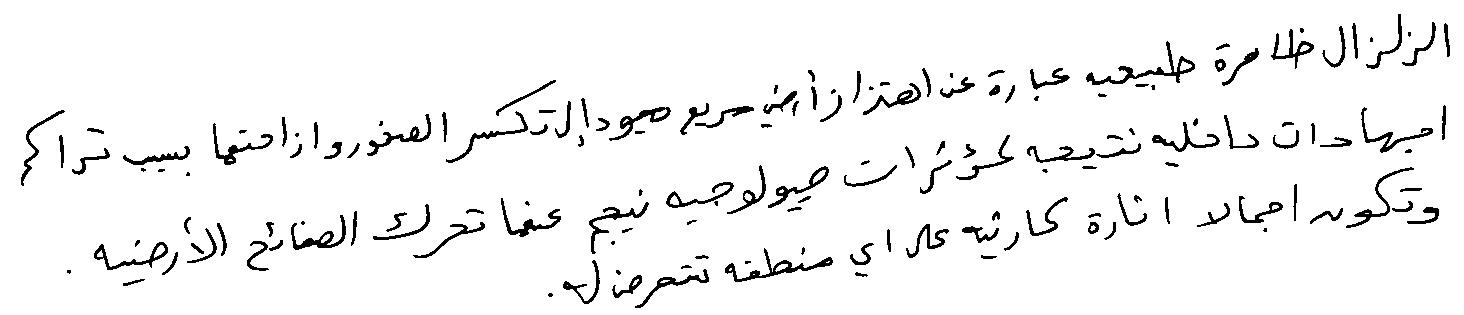 الزلزال ظاهرة طبيعيه عبارة عن اهتزاز أرضي سريع يعود إلى تكسر الصخور وازاحتها بسبب تراكم
اجهادات داخليه نتيجه لمؤثرات جيولوجيه ينجم عنها تحرك الصفائح الأرضيه .
وتكون اجمالا اثارة كارثيه على اي منطقه تتعرض له .